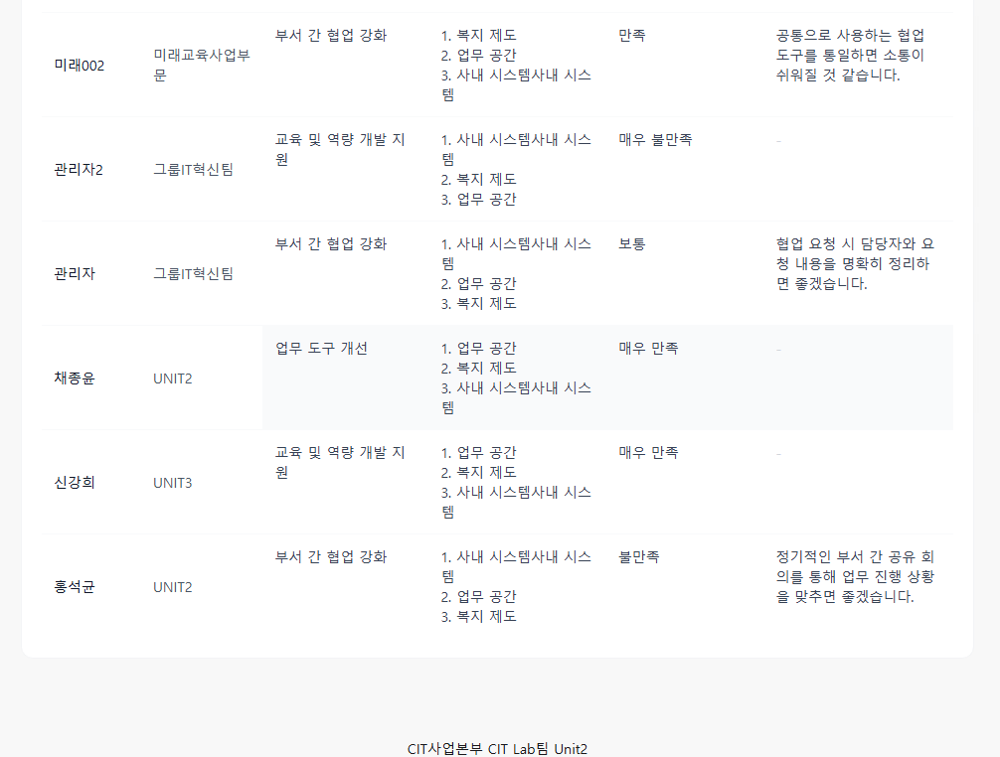 미래002
미래교육사업부
문
부서 간 협업 강화
1. 복지 제도
2. 업무 공간
3. 사내 시스템사내 시스
템
만족
공통으로 사용하는 협업
도구를 통일하면 소통이
쉬워질 것 같습니다.
관리자2
그룹IT혁신팀
교육 및 역량 개발 지
원
1. 사내 시스템사내 시스
템
2. 복지 제도
3. 업무 공간
매우 불만족
-
관리자
그룹IT혁신팀
부서 간 협업 강화
1. 사내 시스템사내 시스
템
2. 업무 공간
3. 복지 제도
보통
협업 요청 시 담당자와 요
청 내용을 명확히 정리하
면 좋겠습니다.
채종윤
UNIT2
업무 도구 개선
1. 업무 공간
2. 복지 제도
3. 사내 시스템사내 시스
템
매우 만족
-
신강희
UNIT3
교육 및 역량 개발 지
원
1. 업무 공간
2. 복지 제도
3. 사내 시스템사내 시스
템
매우 만족
-
홍석균
UNIT2
부서 간 협업 강화
1. 사내 시스템사내 시스
템
2. 업무 공간
3. 복지 제도
불만족
정기적인 부서 간 공유 회
의를 통해 업무 진행 상황
을 맞추면 좋겠습니다.
CIT사업본부 CIT Lab팀 Unit2